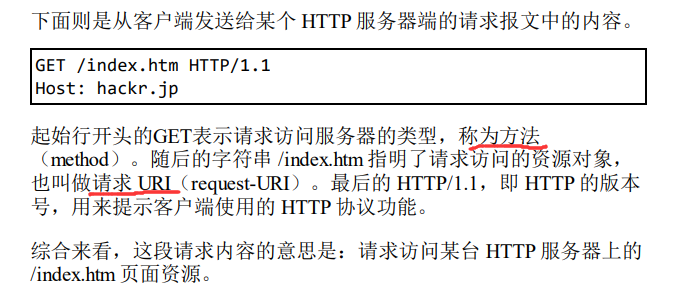 下面则是从客户端发送给某个 HTTP 服务器端的请求报文中的内容。
GET /index.htm HTTP/1.1
Host: hackr.jp
起始行开头的GET表示请求访问服务器的类型，称为方法
（method）。随后的字符串 /index.htm 指明了请求访问的资源对象，
也叫做请求 URI（request-URI）。最后的 HTTP/1.1，即 HTTP 的版本
号，用来提示客户端使用的 HTTP 协议功能。
综合来看，这段请求内容的意思是：请求访问某台 HTTP 服务器上的
/index.htm 页面资源。